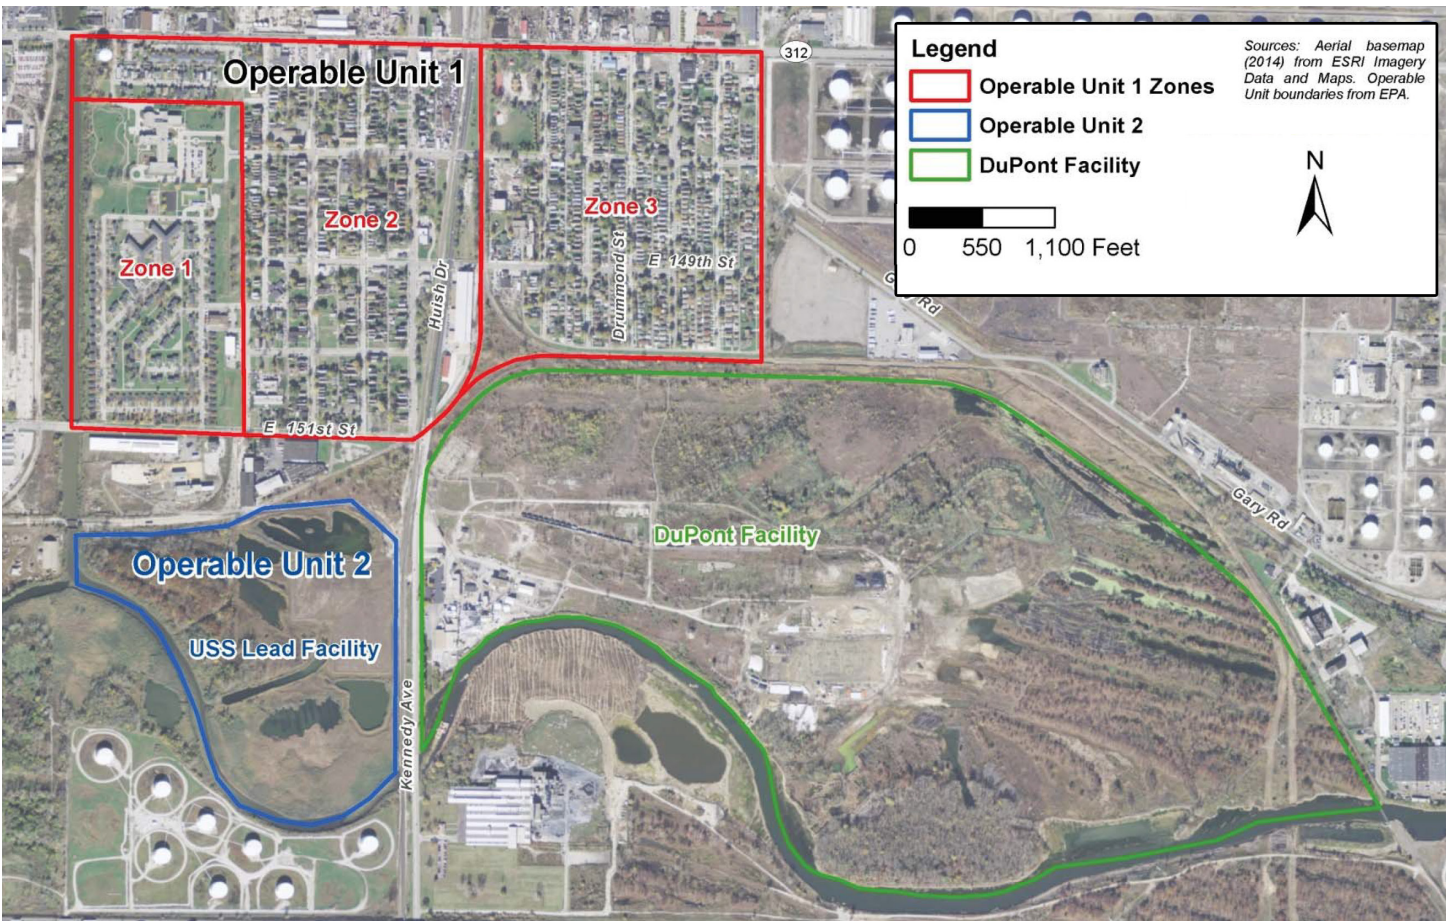 Operable Unit 1
312
Legend
Operable Unit 1 Zones
Operable Unit 2
DuPont Facility
Sources: Aerial basemap
(2014) from ESRI Imagery
Data and Maps. Operable
Unit boundaries from EPA.
N
0 550 1,100 Feet
Zone 1
Zone 2
Zone 3
Huish Dr
Drummond St
E 149th St
Rd
E 151st St
Gary Rd
DuPont Facility
Operable Unit 2
USS Lead Facility
Kennedy Ave